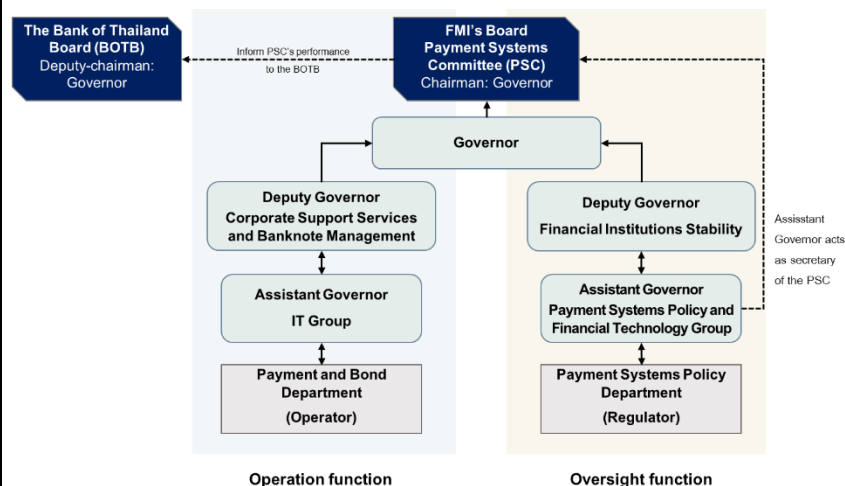 The Bank of Thailand
Board (BOTB)
Deputy-chairman:
Governor
Inform PSC's performance
to the BOTB
FMI's Board
Payment Systems
Committee (PSC)
Chairman: Governor
Governor
Deputy Governor
Corporate Support Services
and Banknote Management
Deputy Governor
Financial Institutions Stability
Assisstant
Governor acts
as secretary
of the PSC
Assistant Governor
IT Group
Assistant Governor
Payment Systems Policy and
Financial Technology Group
Payment and Bond
Department
(Operator)
Payment Systems Policy
Department
(Regulator)
Operation function
Oversight function